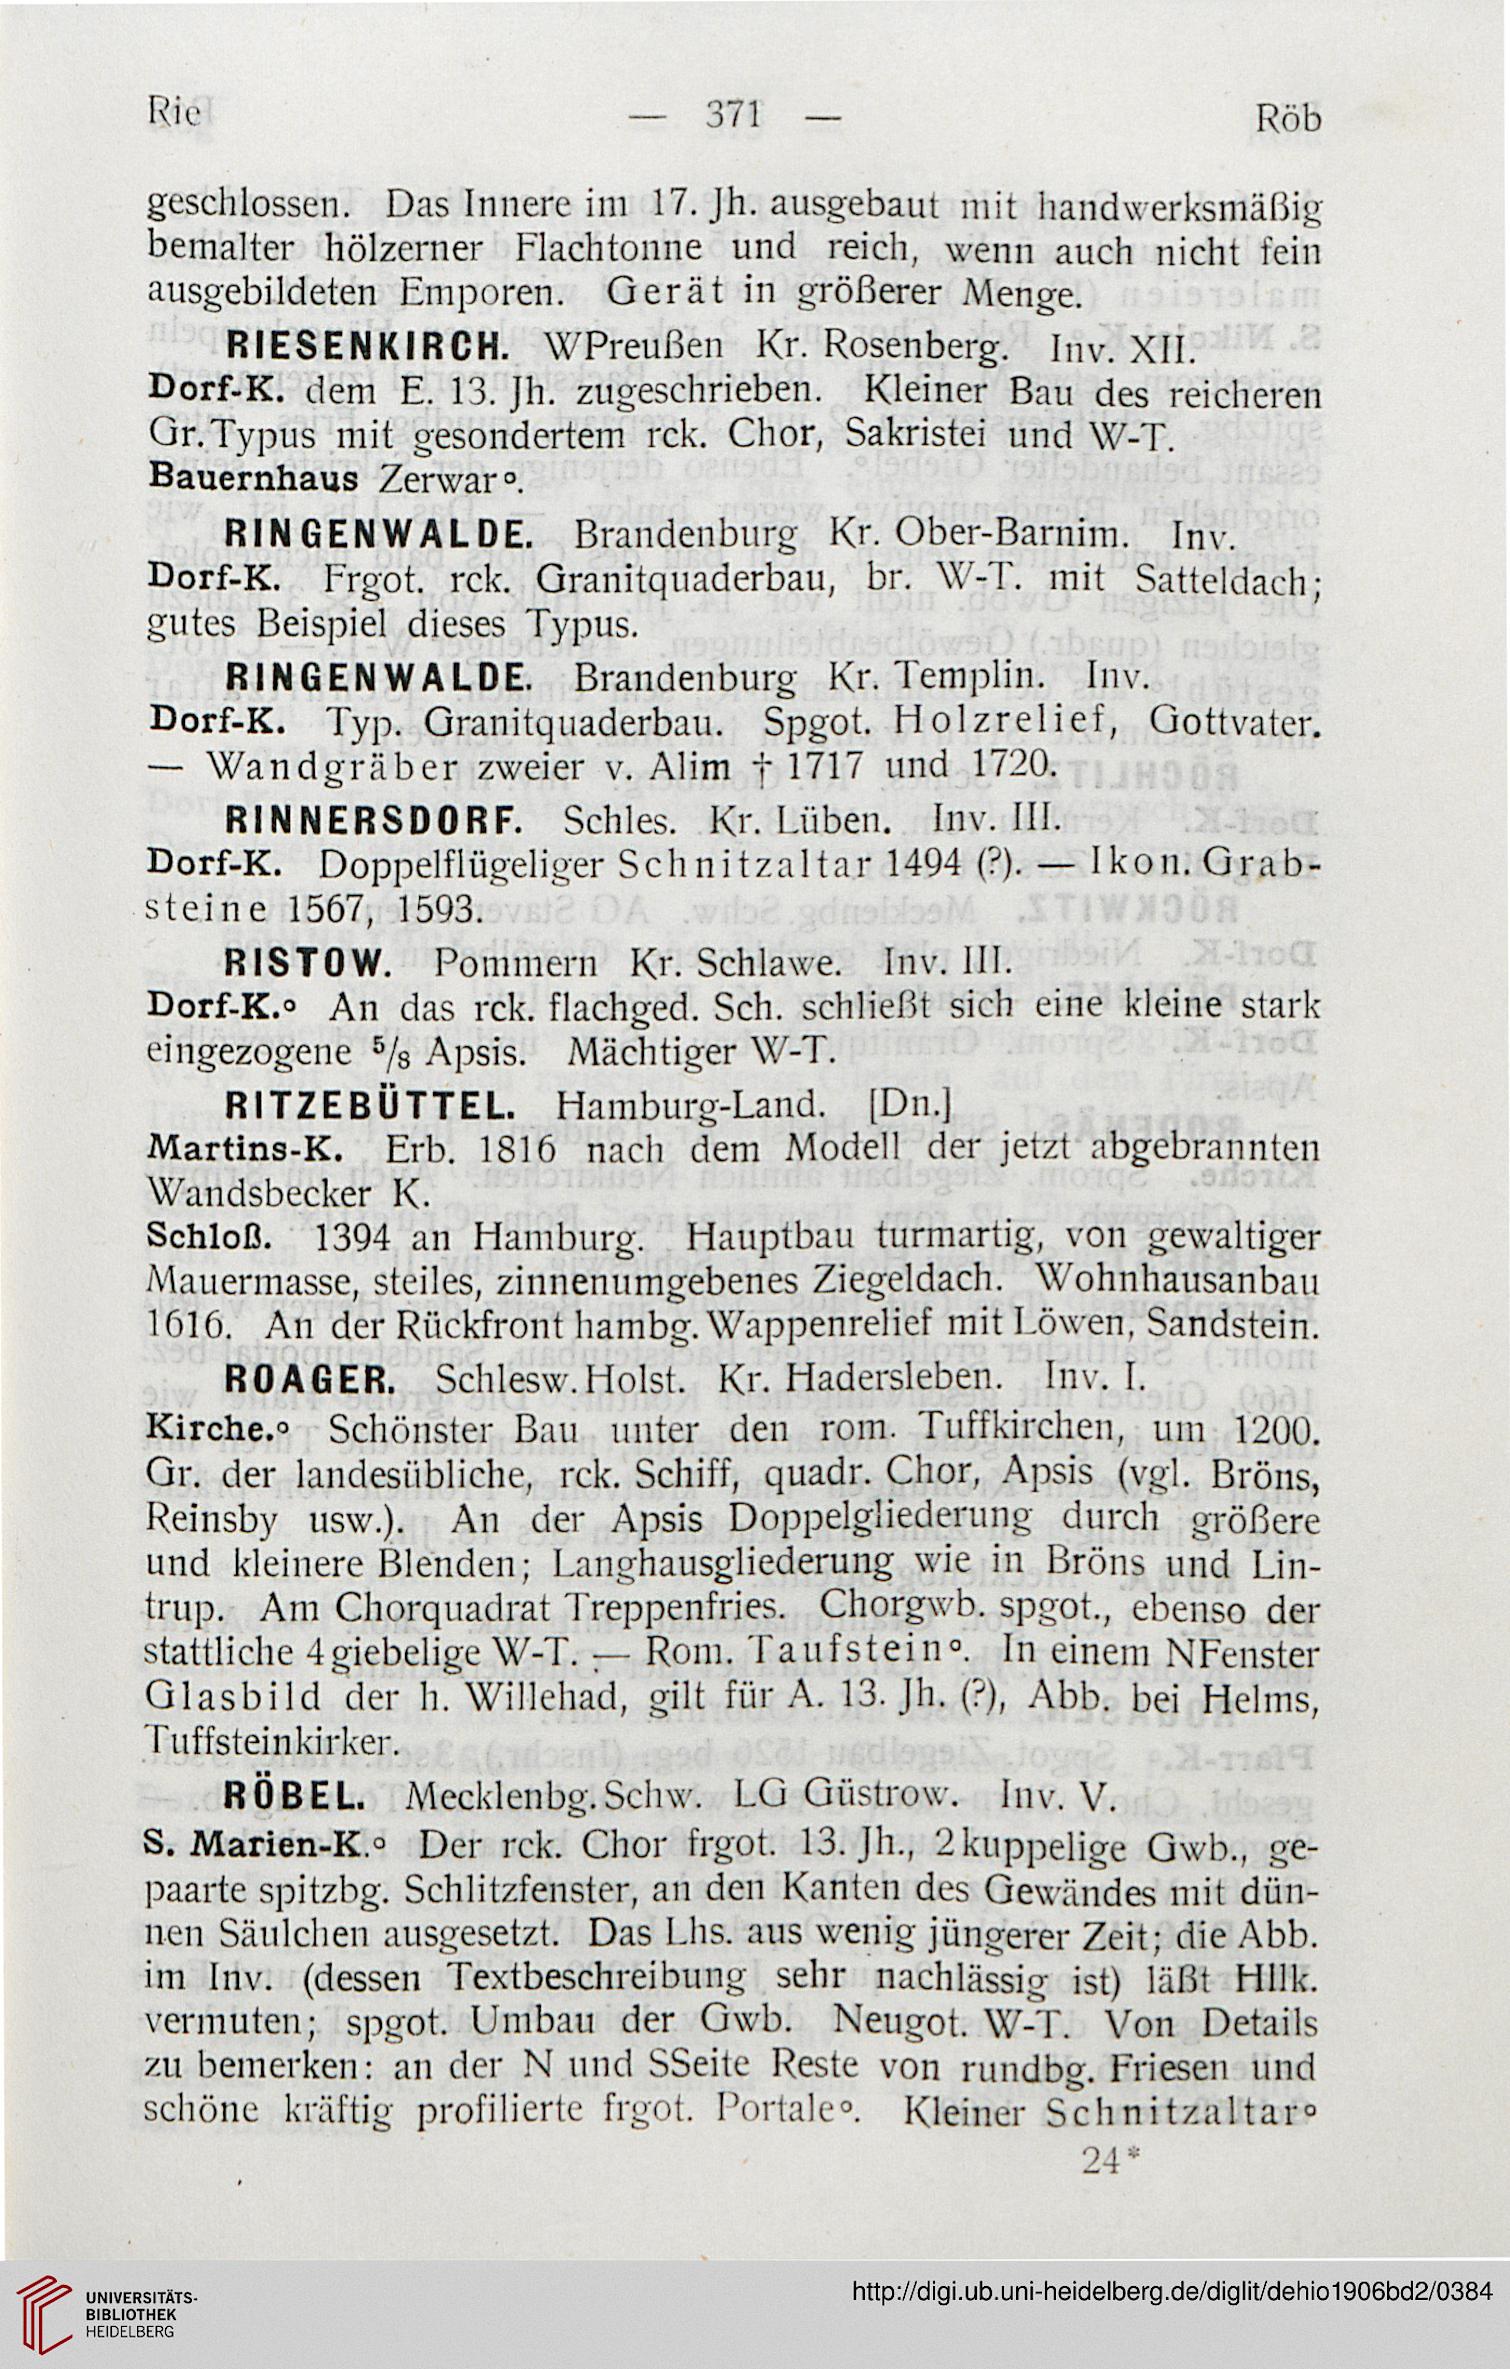 Rie — 371 — Röb
geschlossen. Das Innere im 17. Jh. ausgebaut mit handwerksmäßig
bemalter hölzerner Flachtonne und reich, wenn auch nicht fein
ausgebildeten Emporen. Gerät in größerer Menge.
RIESENKIRCH. WPreußen Kr. Rosenberg. Inv. XII.
Dorf-K. dem E. 13. Jh. zugeschrieben. Kleiner Bau des reicheren
Gr.Typus mit gesondertem rck. Chor, Sakristei und W-T.
Bauernhaus Zerwar°.
RINGENWALDE. Brandenburg Kr. Ober-Barnim. Inv.
Dorf-K. Frgot. rck. Granitquaderbau, br. W-T. mit Satteldach;
gutes Beispiel dieses Typus.
RINGENWALDE. Brandenburg Kr. Templin. Inv.
Dorf-K. Typ. Granitquaderbau. Spgot. Holzrelief, Gottvater.
— Wandgräber zweier v. Alim † 1717 und 1720.
RINNERSDORF. Schles. Kr. Lüben. Inv. III.
Dorf-K. Doppelflügeliger Schnitzaltar 1494 (?). — Ikon. Grab-
steine 1567, 1593.
RISTOW. Pommern Kr. Schlawe. Inv. III.
Dorf-K.° An das rck. flachged. Sch. schließt sich eine kleine stark
eingezogene 5/8 Apsis. Mächtiger W-T.
RITZEBÜTTEL. Hamburg-Land. [Dn.]
Martins-K. Erb. 1816 nach dem Modell der jetzt abgebrannten
Wandsbecker K.
Schloß. 1394 an Hamburg. Hauptbau turmartig, von gewaltiger
Mauermasse, steiles, zinnenumgebenes Ziegeldach. Wohnhausanbau
1616. An der Rückfront hambg. Wappenrelief mit Löwen, Sandstein.
ROAGER. Schlesw. Holst. Kr. Hadersleben. Inv. I.
Kirche.° Schönster Bau unter den rom. Tuffkirchen, um 1200.
Gr. der landesübliche, rck. Schiff, quadr. Chor, Apsis (vgl. Bröns,
Reinsby usw.). An der Apsis Doppelgliederung durch größere
und kleinere Blenden; Langhausgliederung wie in Bröns und Lin-
trup. Am Chorquadrat Treppenfries. Chorgwb. spgot., ebenso der
stattliche 4giebelige W-T. — Rom. Taufstein°. In einem NFenster
Glasbild der h. Willehad, gilt für A. 13. Jh. (?), Abb. bei Helms,
Tuffsteinkirker.
RÖBEL. Mecklenbg. Schw. LG Güstrow. Inv. V.
S. Marien-K.° Der rck. Chor frgot. 13. Jh., 2kuppelige Gwb., ge-
paarte spitzbg. Schlitzfenster, an den Kanten des Gewändes mit dün-
nen Säulchen ausgesetzt. Das Lhs. aus wenig jüngerer Zeit; die Abb.
im Inv. (dessen Textbeschreibung sehr nachlässig ist) läßt Hllk.
vermuten; spgot. Umbau der Gwb. Neugot. W-T. Von Details
zu bemerken: an der N und SSeite Reste von rundbg. Friesen und
schöne kräftig profilierte frgot. Portale°. Kleiner Schnitzaltar°
24*
UNIVERSITÄTS-
BIBLIOTHEK
HEIDELBERG
http://digi.ub.uni-heidelberg.de/diglit/dehio1906bd2/0384